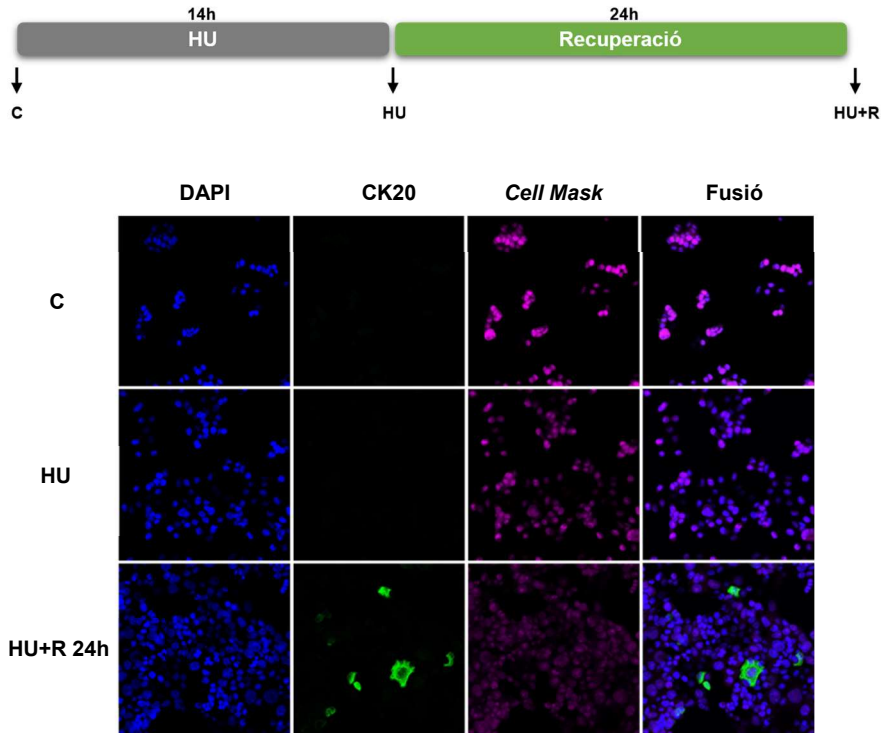 14h 24h
HU Recuperació
C HU HU+R
DAPI CK20 Cell Mask Fusió
C
HU
HU+R 24h